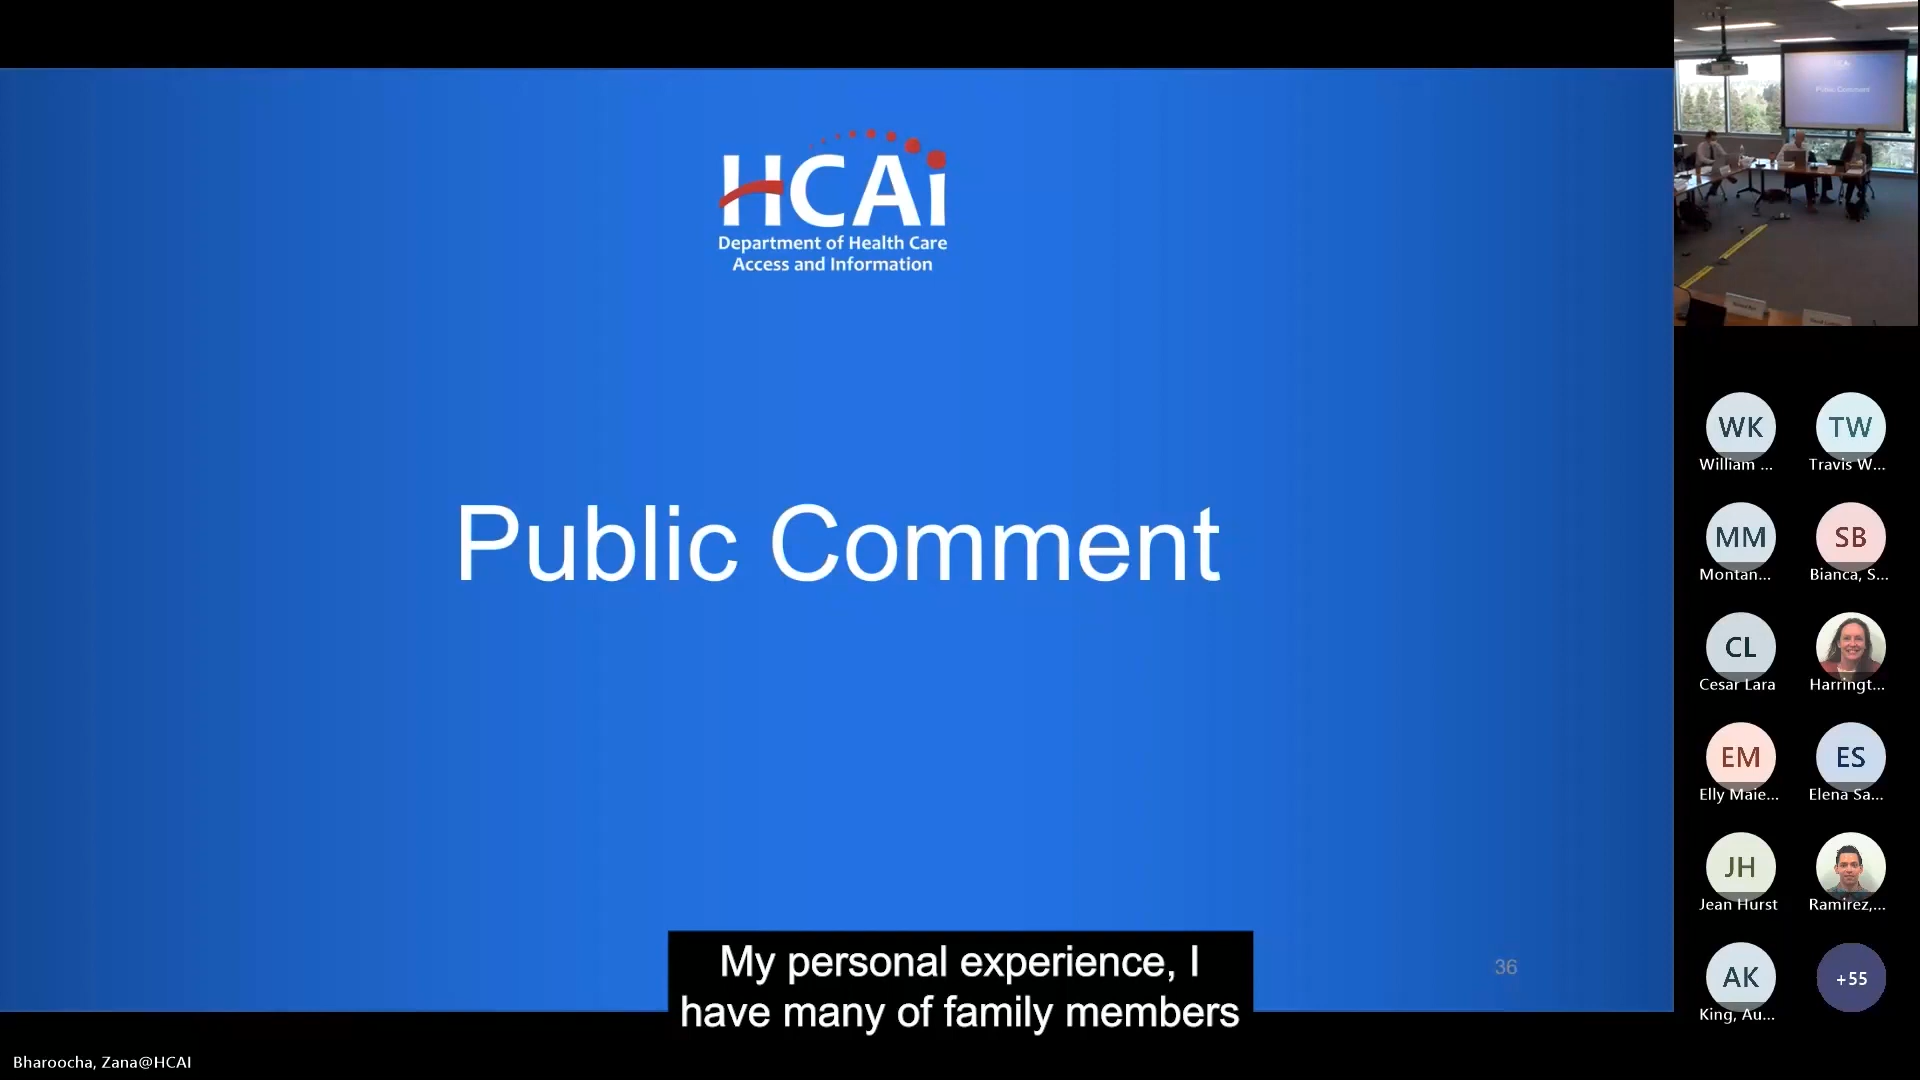 HCAi
Department of Health Care
Access and Information
Public Comment
36
My personal experience, I
have many of family members
Bharoocha, Zana@HCAI
Public Comment
WK
William ...
TW
Travis W...
MM
Montan...
SB
Bianca, S...
CL
Cesar Lara
Harringt...
EM
Elly Maie...
ES
Elena Sa...
JH
Jean Hurst
Ramirez,...
AK
King, Au...
+55